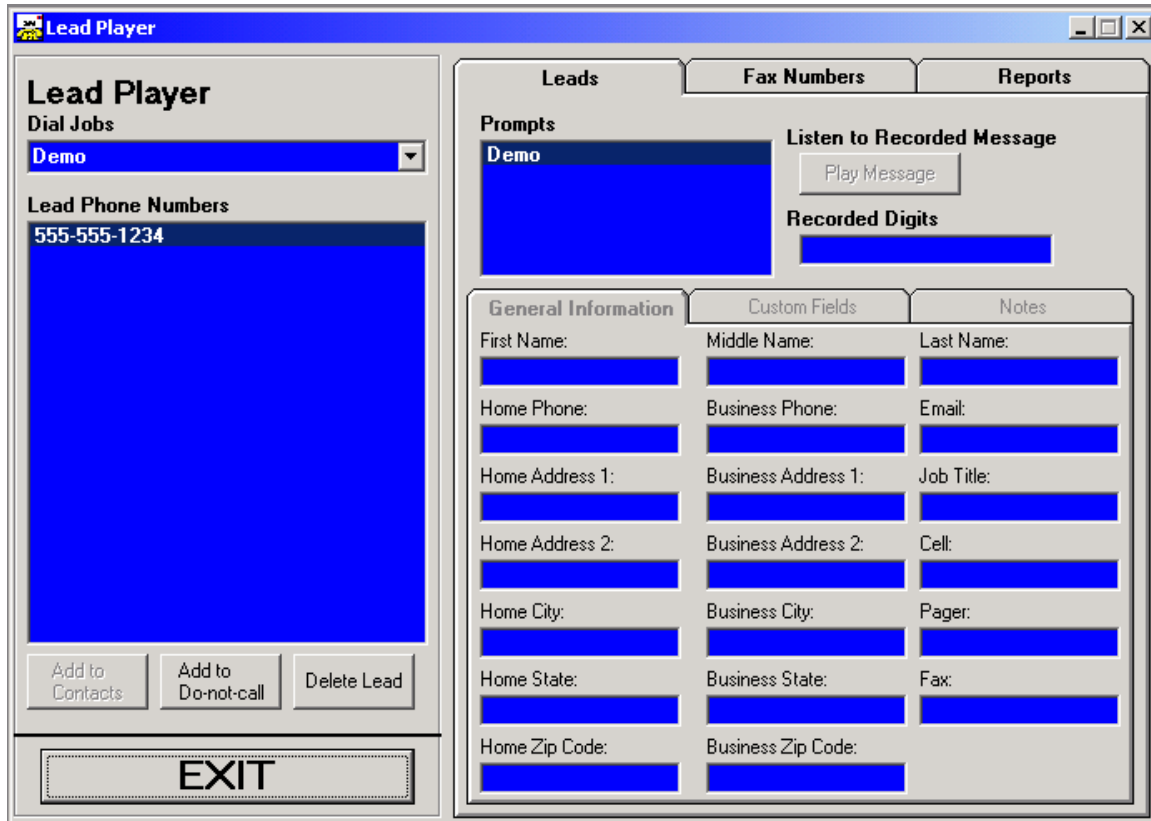 Lead Player
Lead Player
Dial Jobs
Demo
Lead Phone Numbers
555-555-1234
Add to
Contacts
Add to
Do-not-call
Delete Lead
EXIT
Leads Fax Numbers Reports
Prompts
Demo
Listen to Recorded Message
Play Message
Recorded Digits
General Information Custom Fields Notes
First Name: Middle Name: Last Name:
Home Phone: Business Phone: Email:
Home Address 1: Business Address 1: Job Title:
Home Address 2: Business Address 2: Cell:
Home City: Business City: Pager:
Home State: Business State: Fax:
Home Zip Code: Business Zip Code: